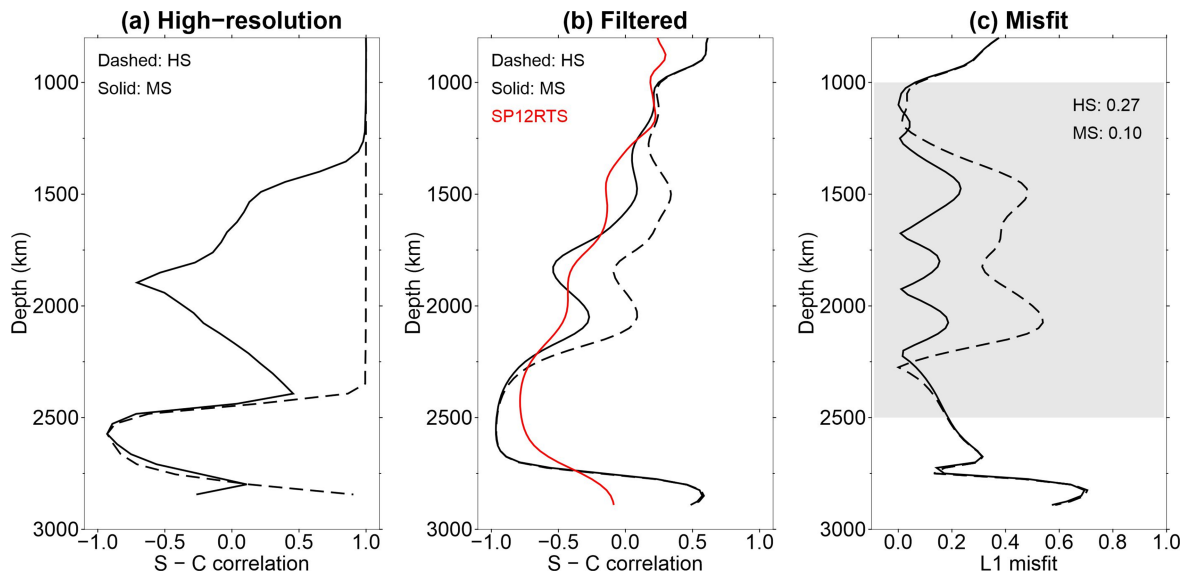 (a) High−resolution
Dashed: HS
Solid: MS
Depth (km)
1000
1500
2000
2500
3000
−1.0 −0.5 0.0 0.5 1.0
S − C correlation
(b) Filtered
Dashed: HS
Solid: MS
SP12RTS
Depth (km)
1000
1500
2000
2500
3000
−1.0 −0.5 0.0 0.5 1.0
S − C correlation
(c) Misfit
HS: 0.27
MS: 0.10
Depth (km)
1000
1500
2000
2500
3000
0.0 0.2 0.4 0.6 0.8 1.0
L1 misfit